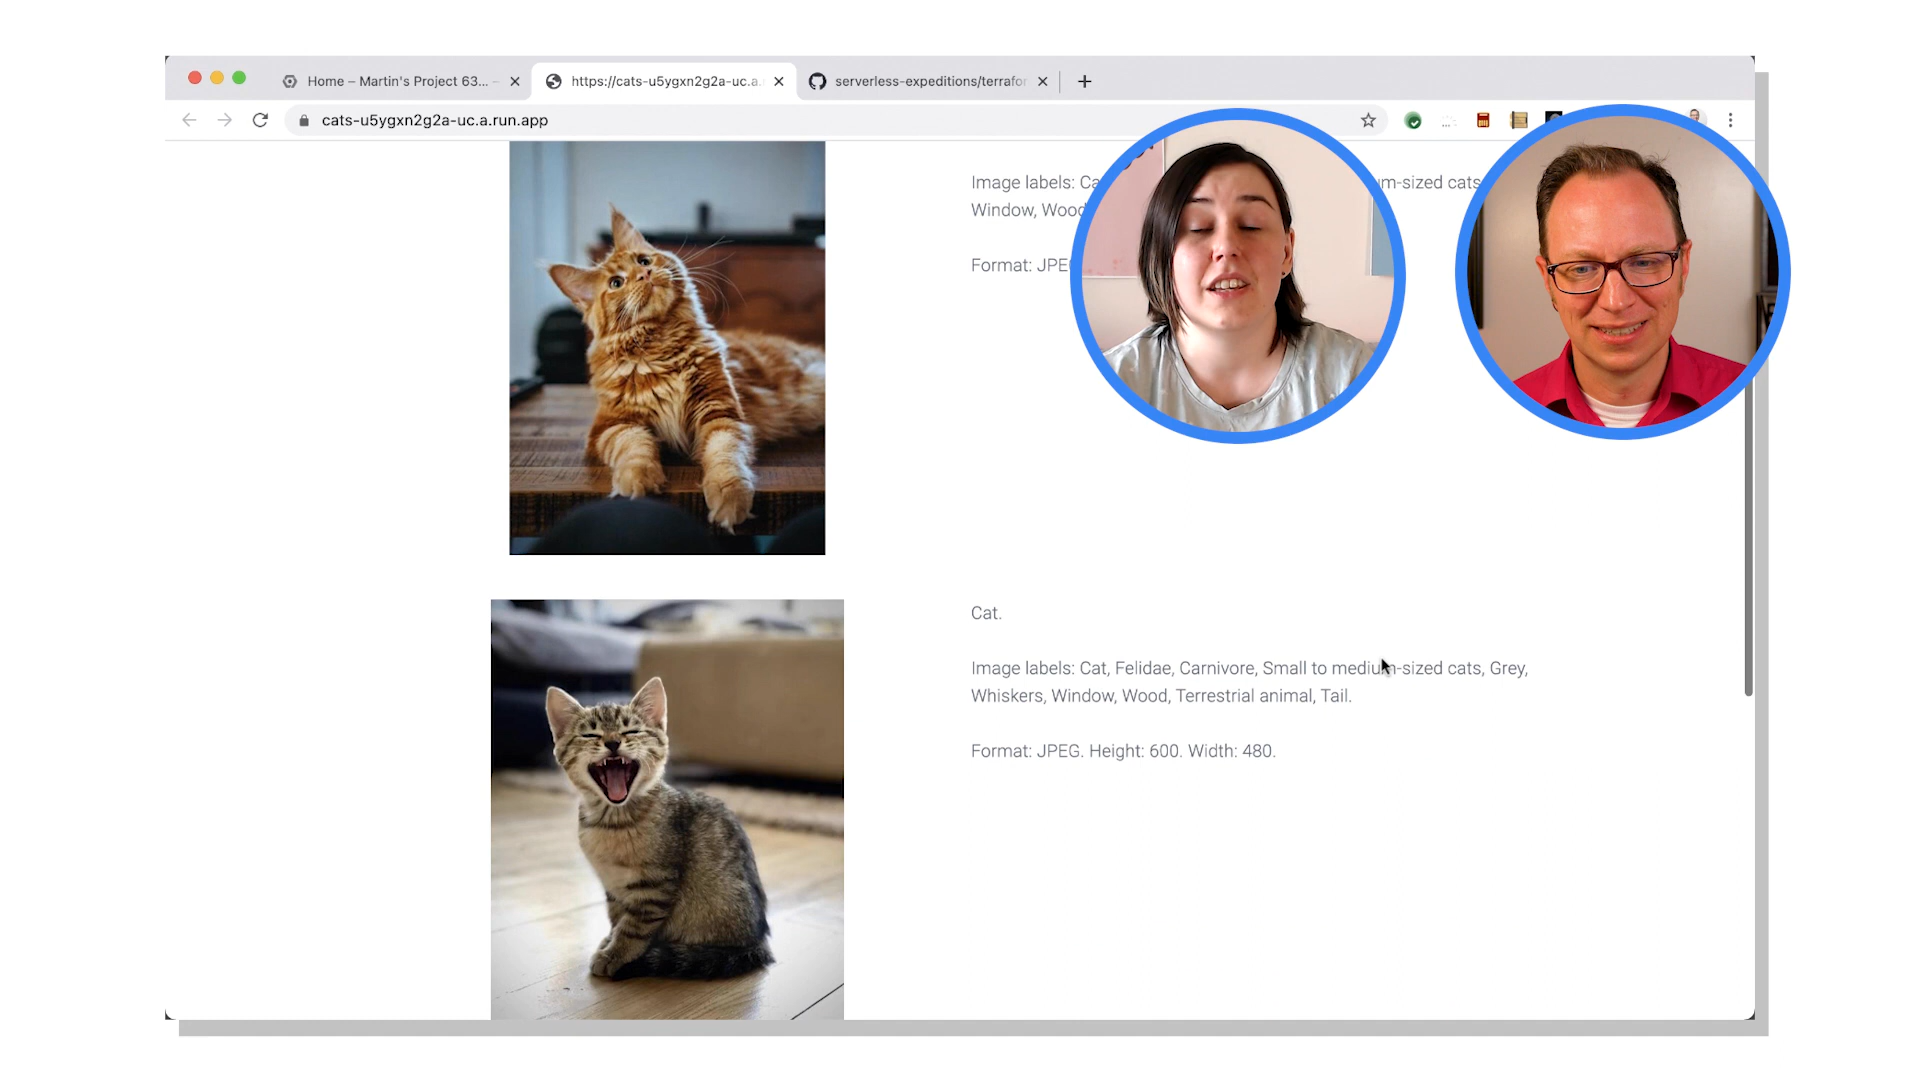 Home – Martin's Project 63... –
https://cats-u5ygxn2g2a-uc.a.
serverless-expeditions/terrafor
cats-u5ygxn2g2a-uc.a.run.app
Image labels: Ca m-sized cats
Window, Wood
Format: JPE
Cat.
Image labels: Cat, Felidae, Carnivore, Small to medium-sized cats, Grey,
Whiskers, Window, Wood, Terrestrial animal, Tail.
Format: JPEG. Height: 600. Width: 480.